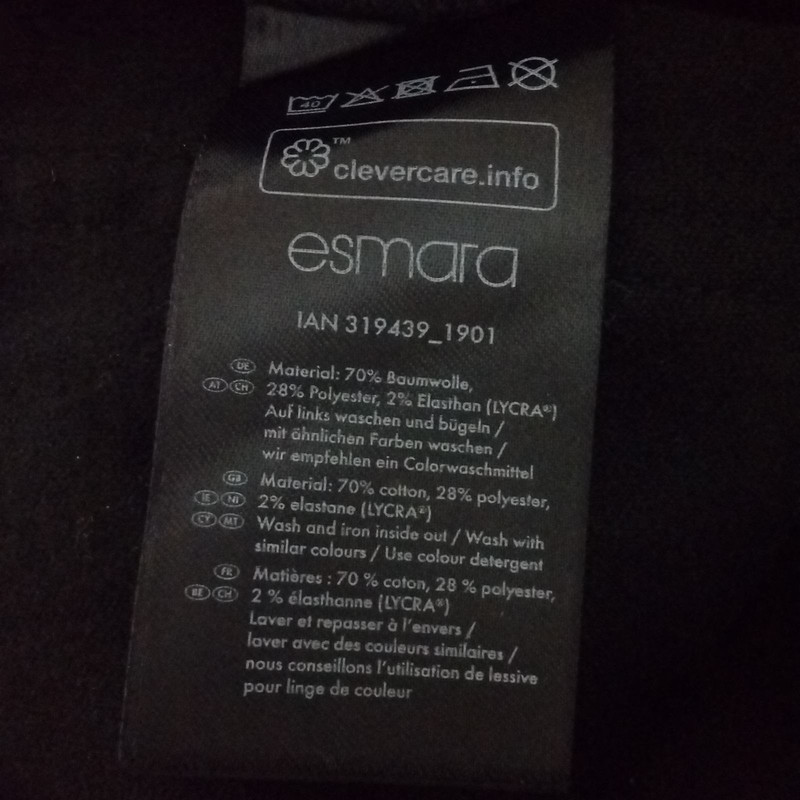 40
™
clevercare.info
esmara
IAN 319439_1901
DE Material: 70% Baumwolle,
AT CH 28% Polyester, 2% Elasthan (LYCRA®)
Auf links waschen und bügeln /
mit ähnlichen Farben waschen /
wir empfehlen ein Colorwaschmittel
GB Material: 70% cotton, 28% polyester,
IE NI 2% elastane (LYCRA®)
CY MT Wash and iron inside out / Wash with
similar colours / Use colour detergent
FR Matières : 70 % coton, 28 % polyester,
BE CH 2 % élasthanne (LYCRA®)
Laver et repasser à l'envers /
laver avec des couleurs similaires /
nous conseillons l'utilisation de lessive
pour linge de couleur